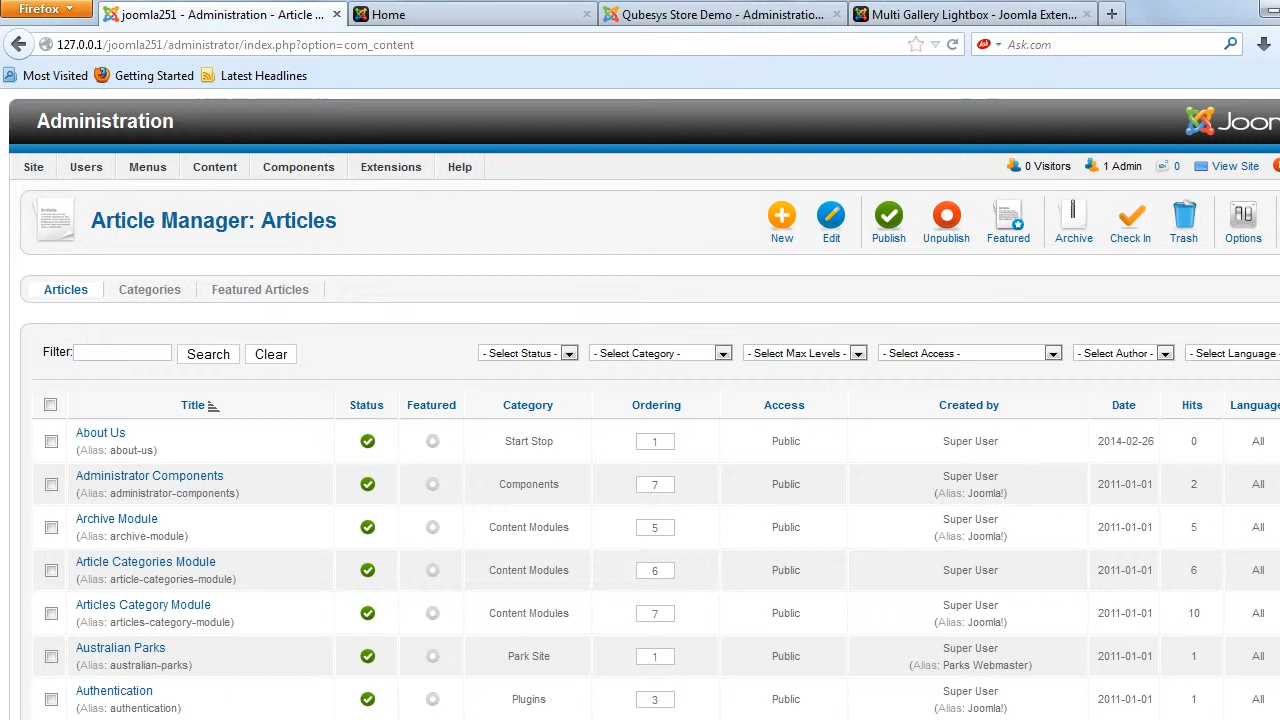 Firefox
joomla251 - Administration - Article ...
Home
Qubesys Store Demo - Administratio...
Multi Gallery Lightbox - Joomla Exten...
127.0.0.1/joomla251/administrator/index.php?option=com_content
Ask.com
Most Visited
Getting Started
Latest Headlines
Administration
Site
Users
Menus
Content
Components
Extensions
Help
0 Visitors
1 Admin
0
View Site
Article Manager: Articles
New
Edit
Publish
Unpublish
Featured
Archive
Check In
Trash
Options
Articles
Categories
Featured Articles
Filter:
Search
Clear
- Select Status -
- Select Category -
- Select Max Levels -
- Select Access -
- Select Author -
- Select Language
Title Status Featured Category Ordering Access Created by Date Hits Language
About Us
(Alias: about-us)
Start Stop 1 Public Super User 2014-02-26 0 All
Administrator Components
(Alias: administrator-components)
Components 7 Public Super User
(Alias: Joomla!)
2011-01-01 2 All
Archive Module
(Alias: archive-module)
Content Modules 5 Public Super User
(Alias: Joomla!)
2011-01-01 5 All
Article Categories Module
(Alias: article-categories-module)
Content Modules 6 Public Super User 2011-01-01 6 All
Articles Category Module
(Alias: articles-category-module)
Content Modules 7 Public Super User
(Alias: Joomla!)
2011-01-01 10 All
Australian Parks
(Alias: australian-parks)
Park Site 1 Public Super User
(Alias: Parks Webmaster)
2011-01-01 1 All
Authentication
(Alias: authentication)
Plugins 3 Public Super User
(Alias: Joomla!)
2011-01-01 1 All